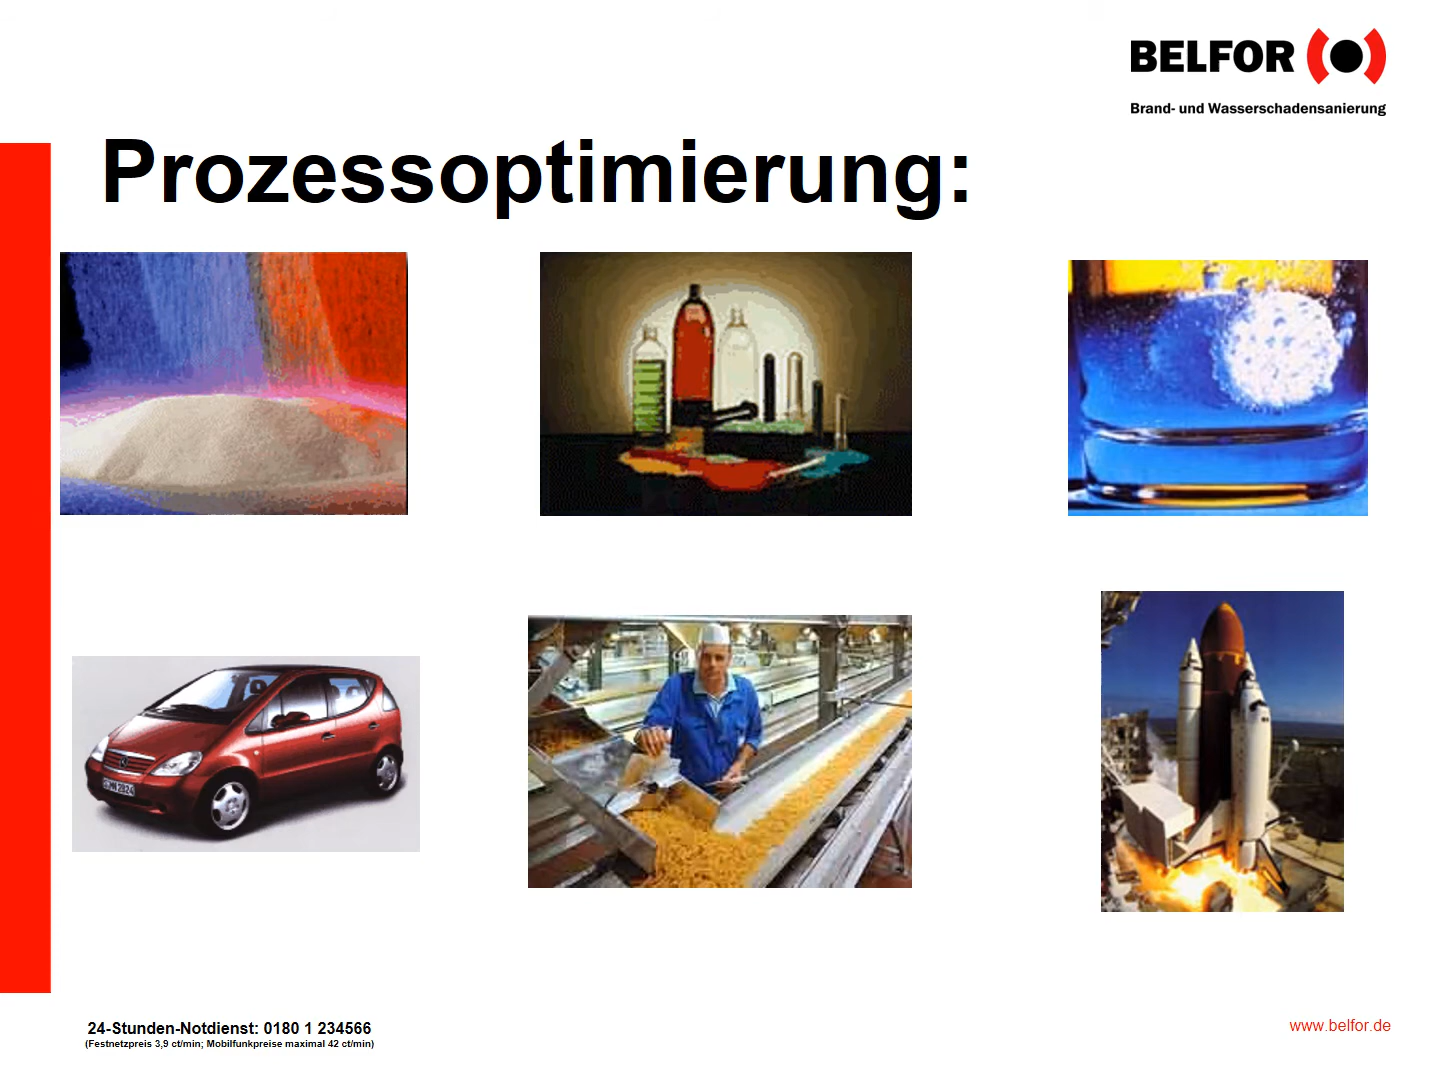 BELFOR
Brand- und Wasserschadensanierung
Prozessoptimierung:
24-Stunden-Notdienst: 0180 1 234566
(Festnetzpreis 3,9 ct/min; Mobilfunkpreise maximal 42 ct/min)
www.belfor.de